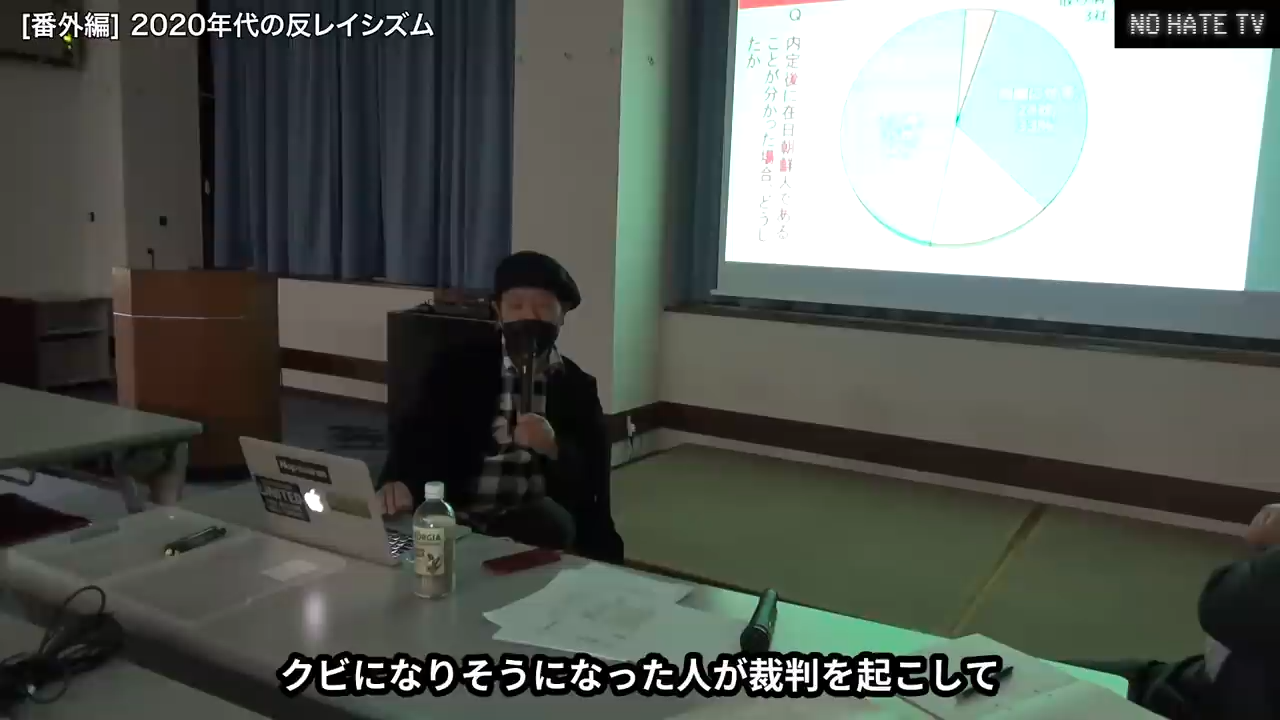 [番外編] 2020年代の反レイシズム
NO HATE TV
3社
Q
内定後に在日朝鮮人である
ことが分かった場合、どうし
たか
UNITED
クビになりそうになった人が裁判を起こして